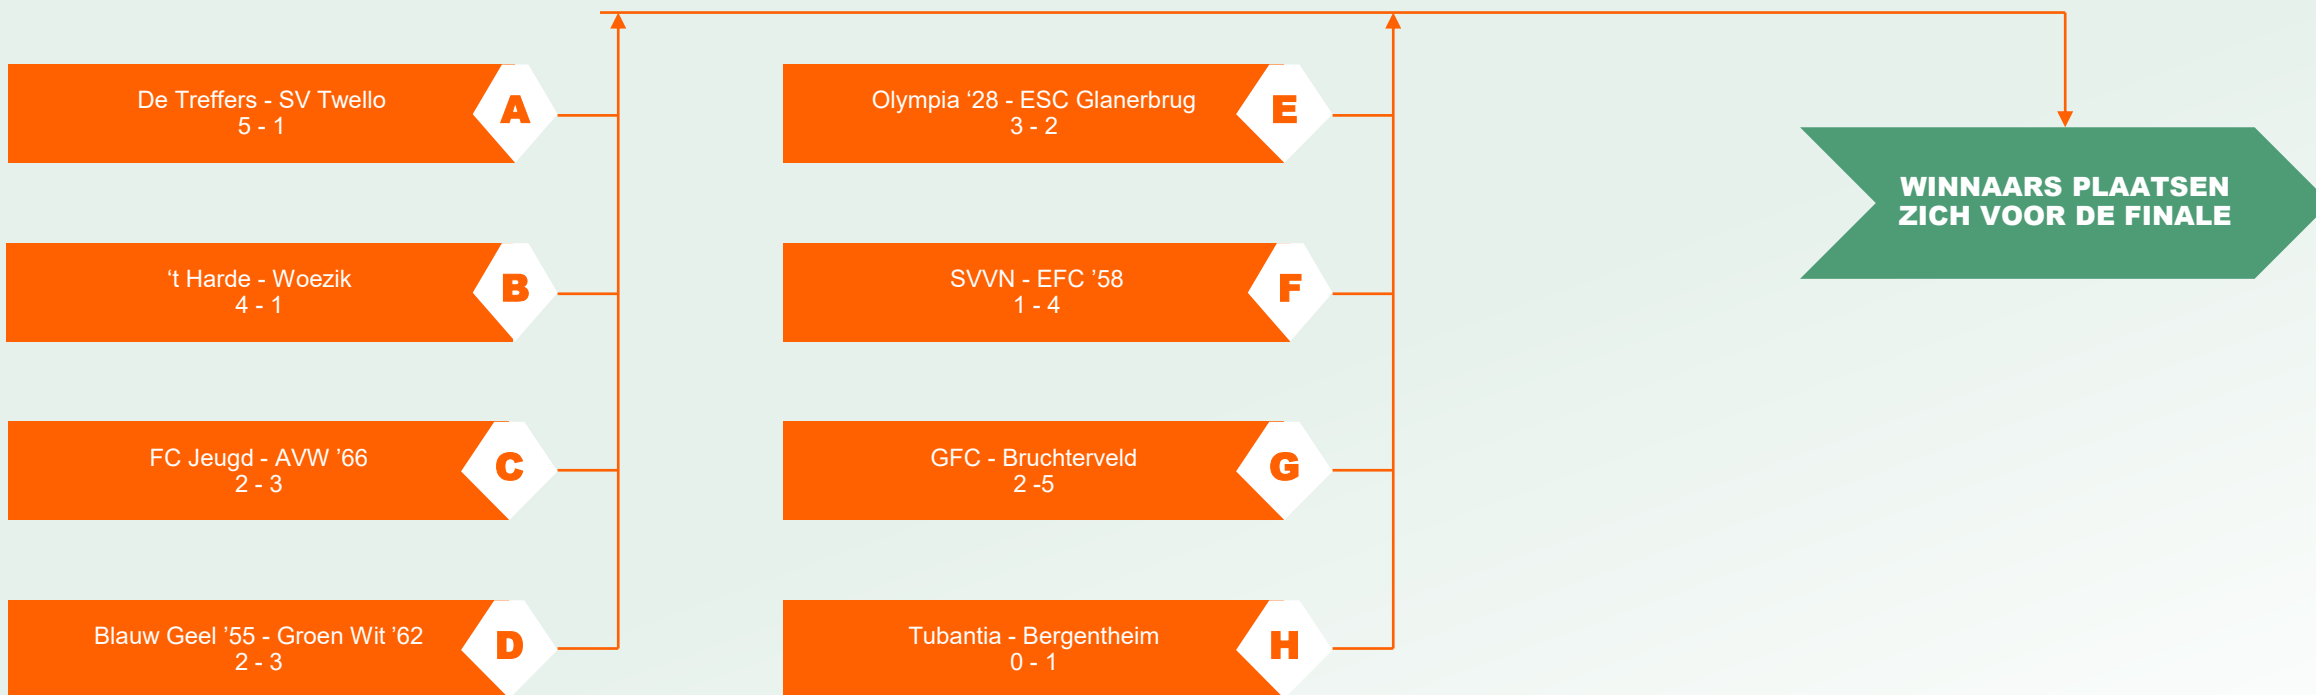 De Treffers - SV Twello
5 - 1
A
‘t Harde - Woezik
4 - 1
B
FC Jeugd - AVW ’66
2 - 3
C
Blauw Geel ’55 - Groen Wit ’62
2 - 3
D
Olympia ‘28 - ESC Glanerbrug
3 - 2
E
SVVN - EFC ’58
1 - 4
F
GFC - Bruchterveld
2 -5
G
Tubantia - Bergentheim
0 - 1
H
WINNAARS PLAATSEN
ZICH VOOR DE FINALE